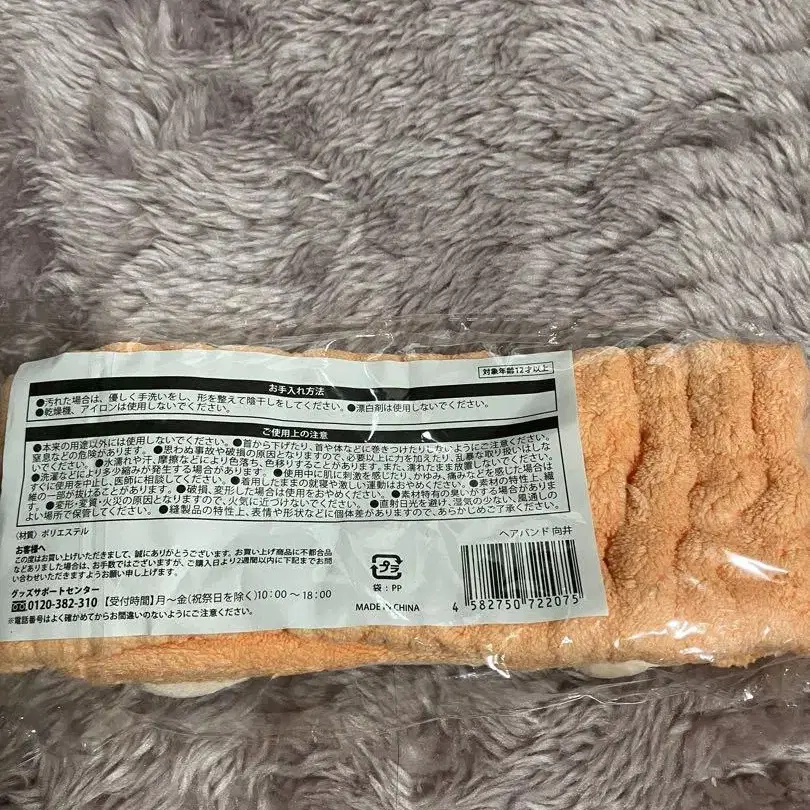 対象年齢12才以上
お手入れ方法
●汚れた場合は、優しく手洗いをし、形を整えて陰干しをしてください。●漂白剤は使用しないでください。
●乾燥機、アイロンは使用しないでください。
ご使用上の注意
●本来の用途以外には使用しないでください。●首から下げたり、首や体などに巻きつけたりしないようにご注意ください。
窒息などの危険があります。●思わぬ事故や破損の原因となりますので、必要以上に力を加えたり、乱暴な取り扱いはしな
いでください。●水濡れや汗、摩擦などにより色落ち、色移りすることがあります。また、濡れたまま放置しないでください。
●洗濯などにより多少縮みが発生する場合があります。●使用中に肌に刺激を感じたり、かゆみ、痛みなどを感じた場合は
すぐに使用を中止し、医師に相談してください。●着用したままの就寝や激しい運動はおやめください。●素材の特性上、繊
維の一部が抜けることがあります。●破損、変形した場合は使用をおやめください。●素材特有の臭いがする場合がありま
す。●変形・変質・火災の原因となりますので、火気に近づけないでください。●直射日光を避け、湿気の少ない、風通しの
よい場所で保管してください。●縫製品の特性上、表情や形状などに個体差がありますので、あらかじめご了承ください。
〈材質〉ポリエステル
お客様へ
この度はお買い上げいただきまして、誠にありがとうございます。お買い上げ商品に不都合品
などありました場合は、お手数ではございますが、ご購入日より2週間以内に下記までお問
い合わせいただきますようお願い申し上げます。
グッズサポートセンター
0120-382-310 【受付時間】月〜金(祝祭日を除く)10:00〜18:00
※電話番号はよく確かめてからお間違いのないようにご注意ください。
プラ
袋:PP
MADE IN CHINA
ヘアバンド 向井
4 582750 722075